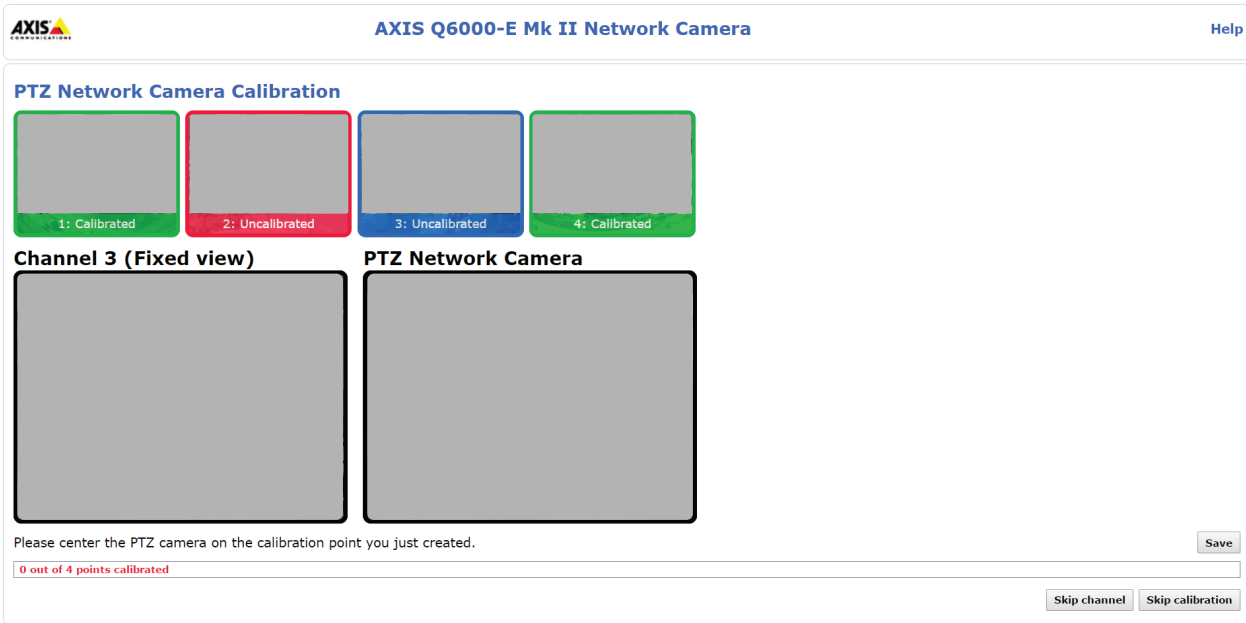 AXIS
COMMUNICATIONS
AXIS Q6000-E Mk II Network Camera
Help
PTZ Network Camera Calibration
1: Calibrated
2: Uncalibrated
3: Uncalibrated
4: Calibrated
Channel 3 (Fixed view)
PTZ Network Camera
Please center the PTZ camera on the calibration point you just created.
Save
0 out of 4 points calibrated
Skip channel
Skip calibration